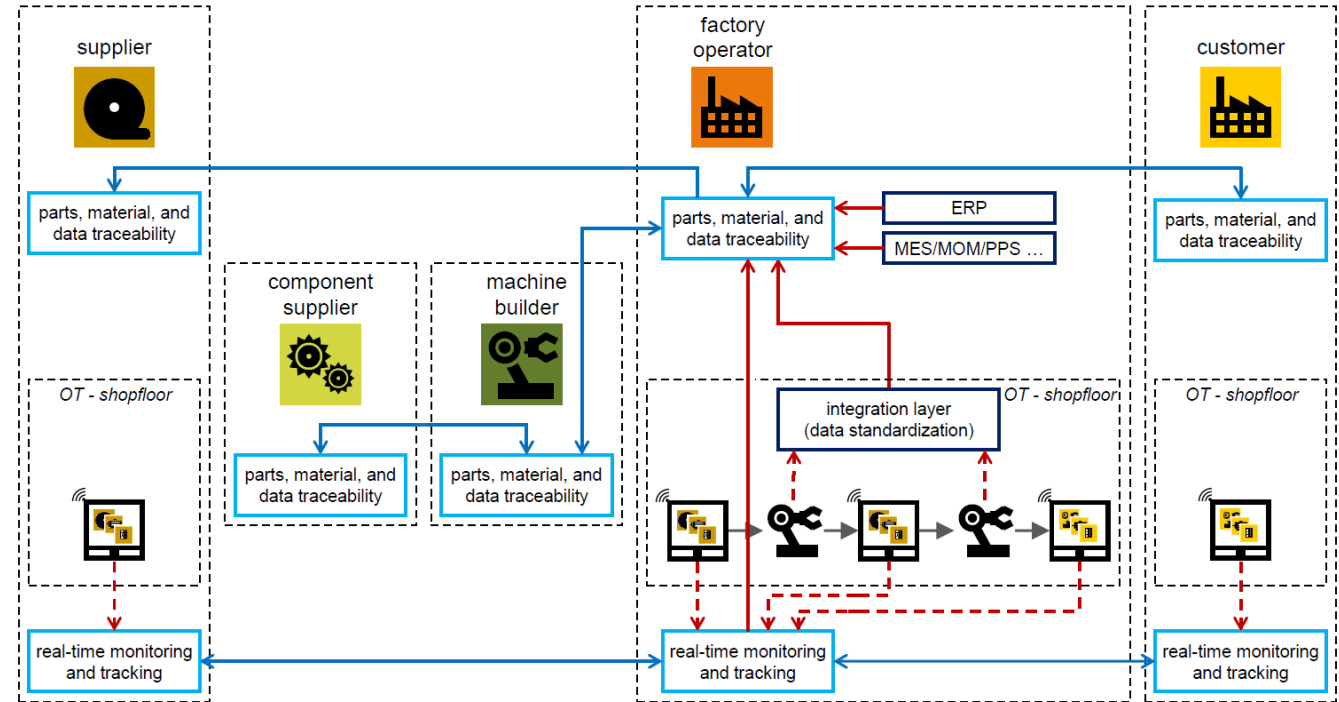 supplier
factory
operator
customer
parts, material, and
data traceability
parts, material, and
data traceability
ERP
MES/MOM/PPS …
parts, material, and
data traceability
component
supplier
machine
builder
OT - shopfloor
integration layer
(data standardization)
OT - shopfloor
OT - shopfloor
parts, material, and
data traceability
parts, material, and
data traceability
real-time monitoring
and tracking
real-time monitoring
and tracking
real-time monitoring
and tracking